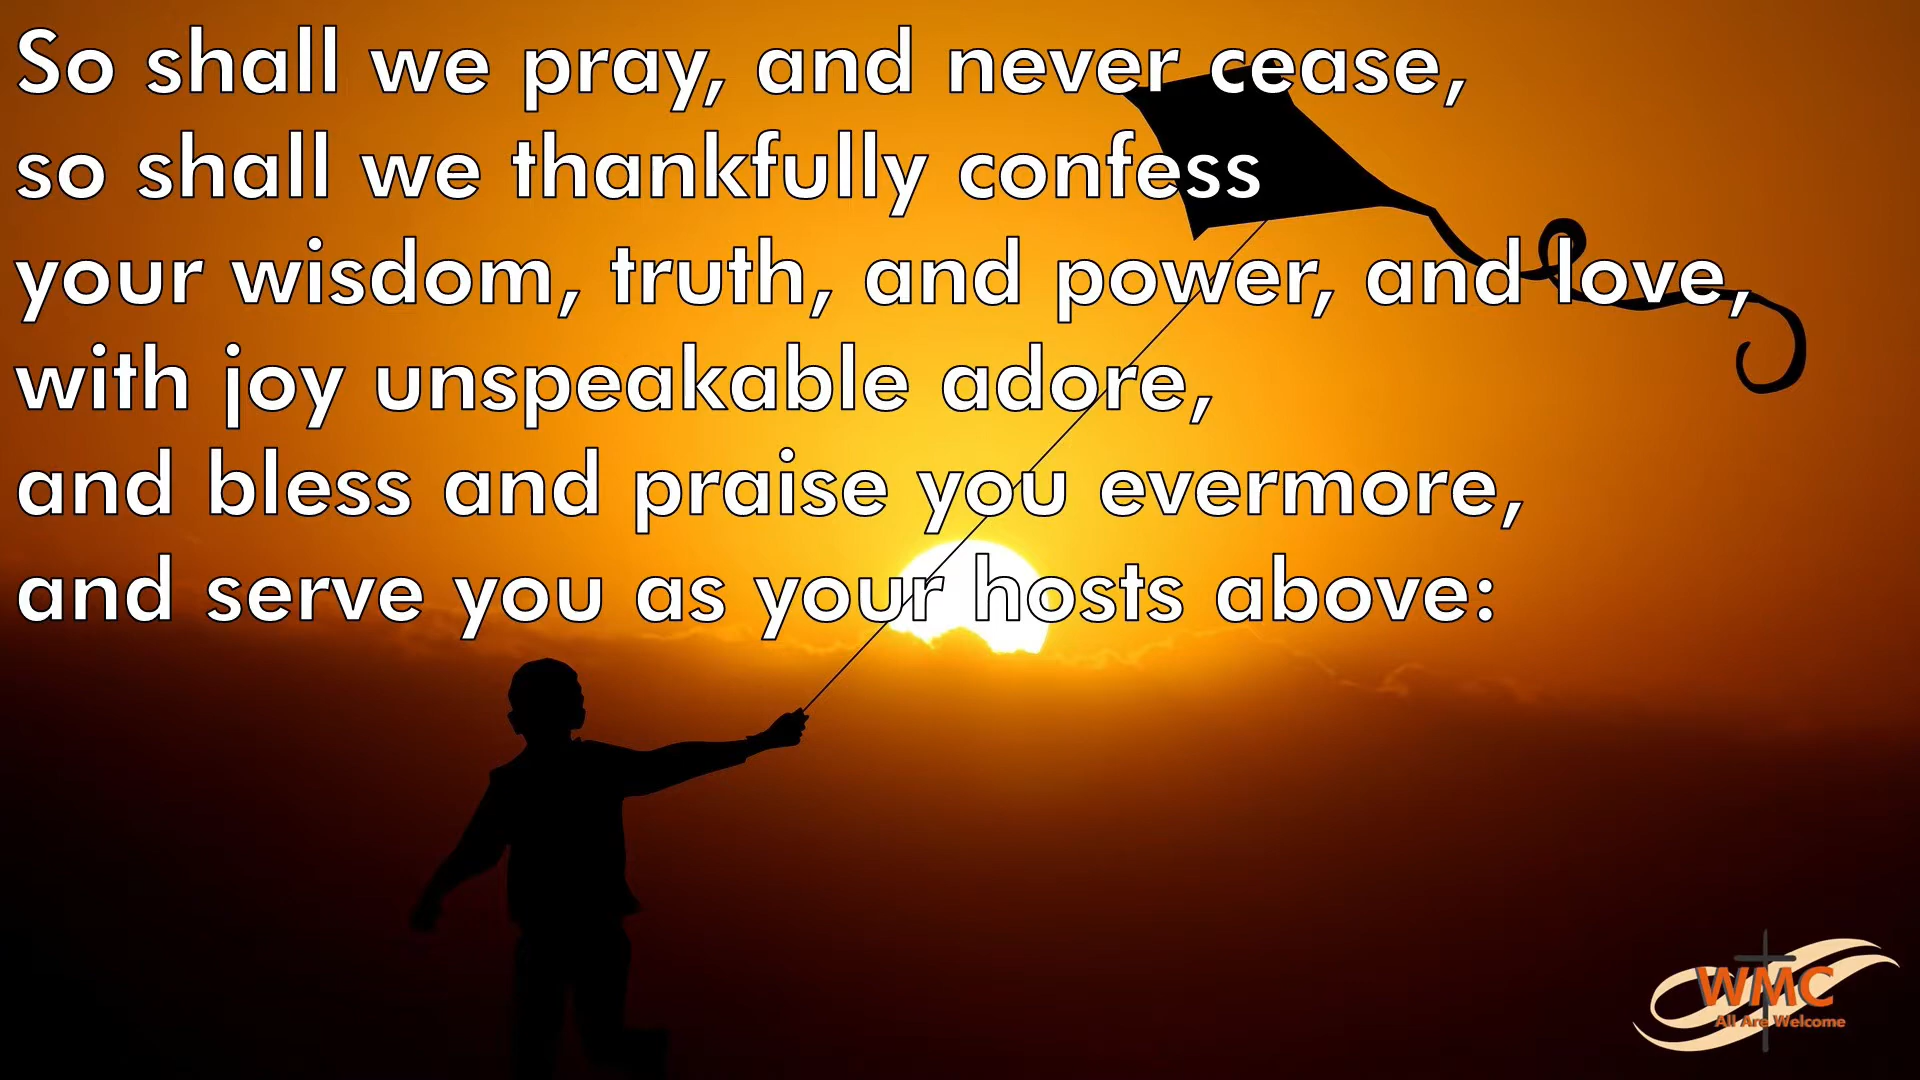 So shall we pray, and never cease,
so shall we thankfully confess
your wisdom, truth, and power, and love,
with joy unspeakable adore,
and bless and praise you evermore,
and serve you as your hosts above:
WMC
All Are Welcome